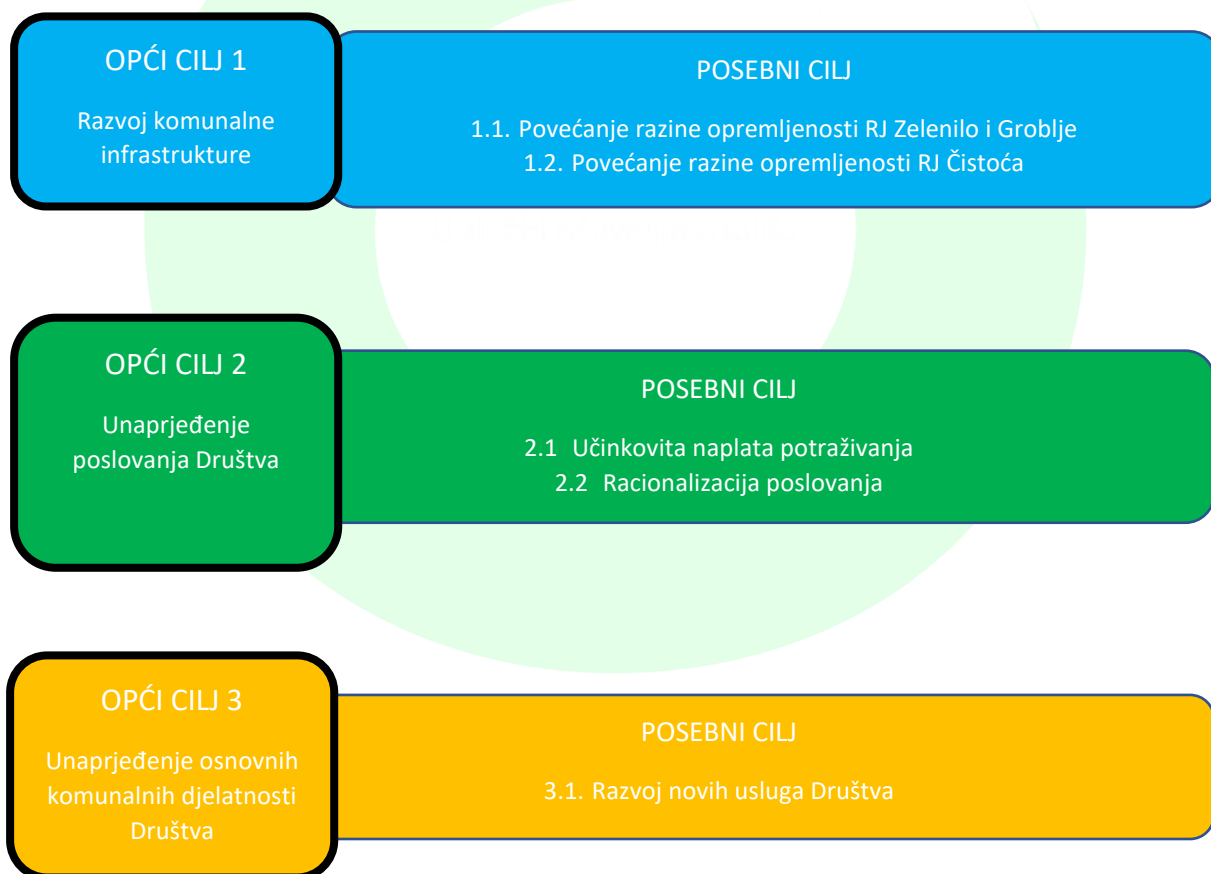 OPĆI CILJ 1
Razvoj komunalne
infrastrukture
POSEBNI CILJ
1.1. Povećanje razine opremljenosti RJ Zelenilo i Groblje
1.2. Povećanje razine opremljenosti RJ Čistoća
OPĆI CILJ 2
Unaprjeđenje
poslovanja Društva
POSEBNI CILJ
2.1 Učinkovita naplata potraživanja
2.2 Racionalizacija poslovanja
OPĆI CILJ 3
Unaprjeđenje osnovnih
komunalnih djelatnosti
Društva
POSEBNI CILJ
3.1. Razvoj novih usluga Društva